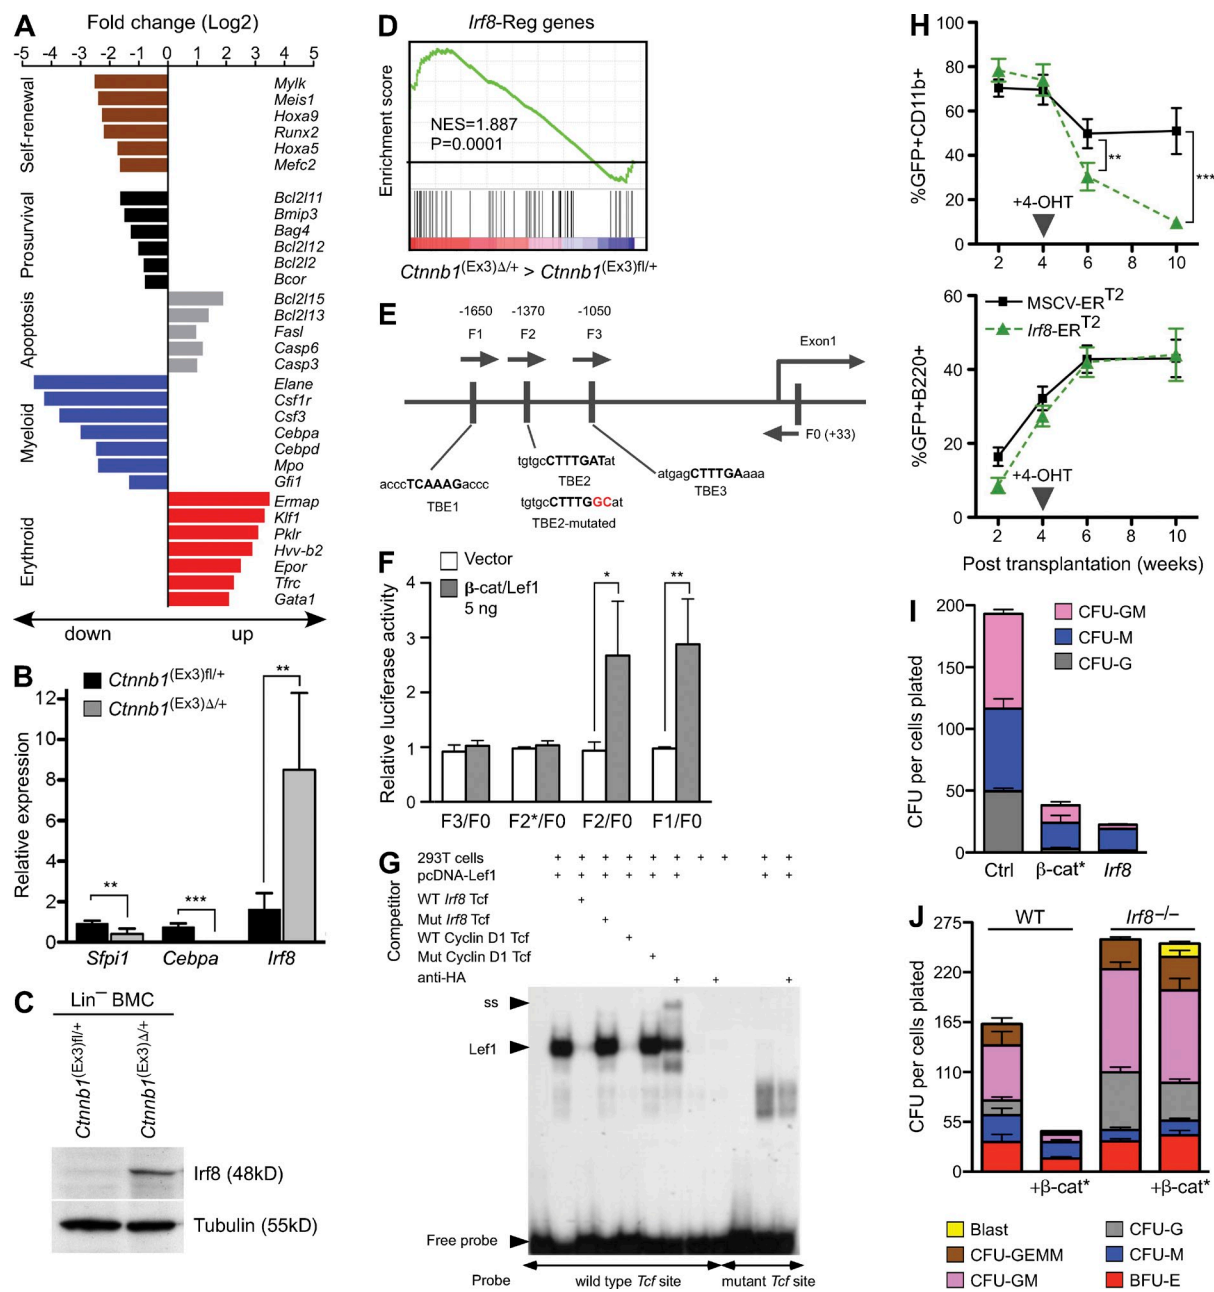 A
Fold change (Log2)
-5 -4 -3 -2 -1 0 1 2 3 4 5
Self-renewal
Mylk
Meis1
Hoxa9
Runx2
Hoxa5
Mefc2
Prosurvival
Bcl2l11
Bmip3
Bag4
Bcl2l12
Bcl2l2
Bcor
Apoptosis
Bcl2l15
Bcl2l13
Fasl
Casp6
Casp3
Myeloid
Elane
Csf1r
Csf3
Cebpa
Cebpd
Mpo
Gfi1
Erythroid
Ermap
Klf1
Pklr
Hvv-b2
Epor
Tfrc
Gata1
down up
B
Relative expression
Ctnnb1(Ex3)fl/+
Ctnnb1(Ex3)Δ/+
12
10
8
6
4
2
0
** *** **
Sfpi1 Cebpa Irf8
C
Lin− BMC
Ctnnb1(Ex3)fl/+
Ctnnb1(Ex3)Δ/+
Irf8 (48kD)
Tubulin (55kD)
D
Irf8-Reg genes
Enrichment score
NES=1.887
P=0.0001
Ctnnb1(Ex3)Δ/+ > Ctnnb1(Ex3)fl/+
E
-1650 -1370 -1050
F1 F2 F3
Exon1
F0 (+33)
tgtgcCTTTGATat
TBE2
acccTCAAAGaccc
TBE1
atgagCTTTGAaaa
TBE3
tgtgcCTTTGGCat
TBE2-mutated
F
Relative luciferase activity
Vector
β-cat/Lef1
5 ng
4
3
2
1
0
* **
F3/F0 F2*/F0 F2/F0 F1/F0
G
293T cells + + + + + + + + + +
pcDNA-Lef1 + + + + + + + +
Competitor
WT Irf8 Tcf +
Mut Irf8 Tcf +
WT Cyclin D1 Tcf +
Mut Cyclin D1 Tcf +
anti-HA + + +
ss
Lef1
Free probe
Probe wild type Tcf site mutant Tcf site
H
%GFP+CD11b+
100
80
60
40
20
0
+4-OHT
**
***
2 4 6 8 10
%GFP+B220+
60
40
20
0
MSCV-ERT2
Irf8-ERT2
+4-OHT
2 4 6 8 10
Post transplantation (weeks)
I
CFU per cells plated
200
150
100
50
0
CFU-GM
CFU-M
CFU-G
Ctrl β-cat* Irf8
J
CFU per cells plated
WT Irf8−/−
275
220
165
110
55
0
+β-cat* +β-cat*
Blast CFU-G
CFU-GEMM CFU-M
CFU-GM BFU-E